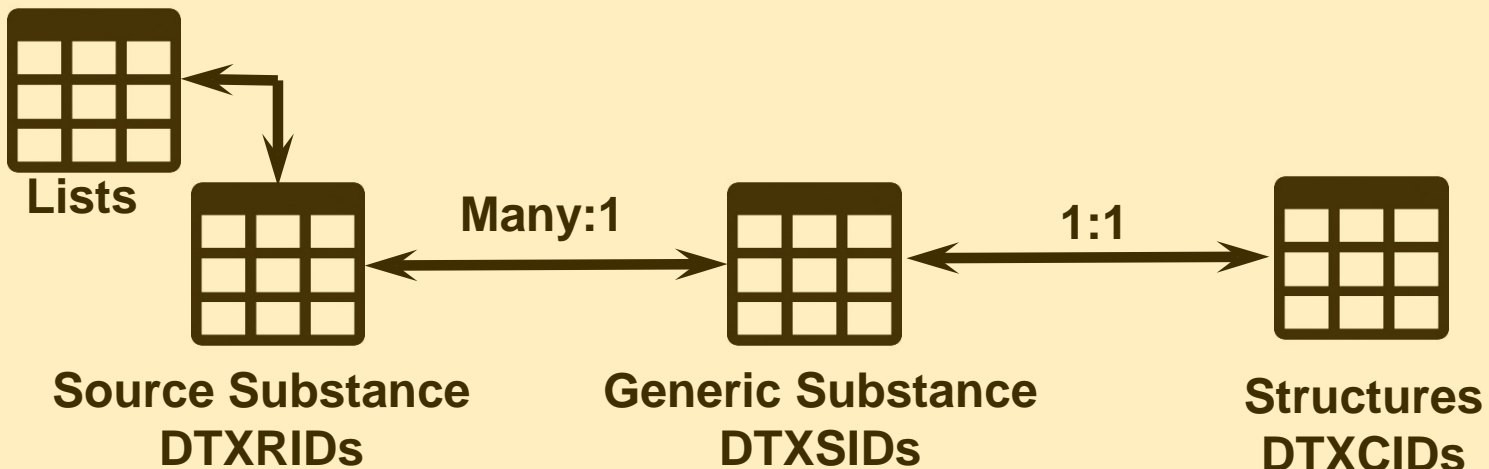 Lists
Many:1
1:1
Source Substance
DTXRIDs
Generic Substance
DTXSIDs
Structures
DTXCIDs